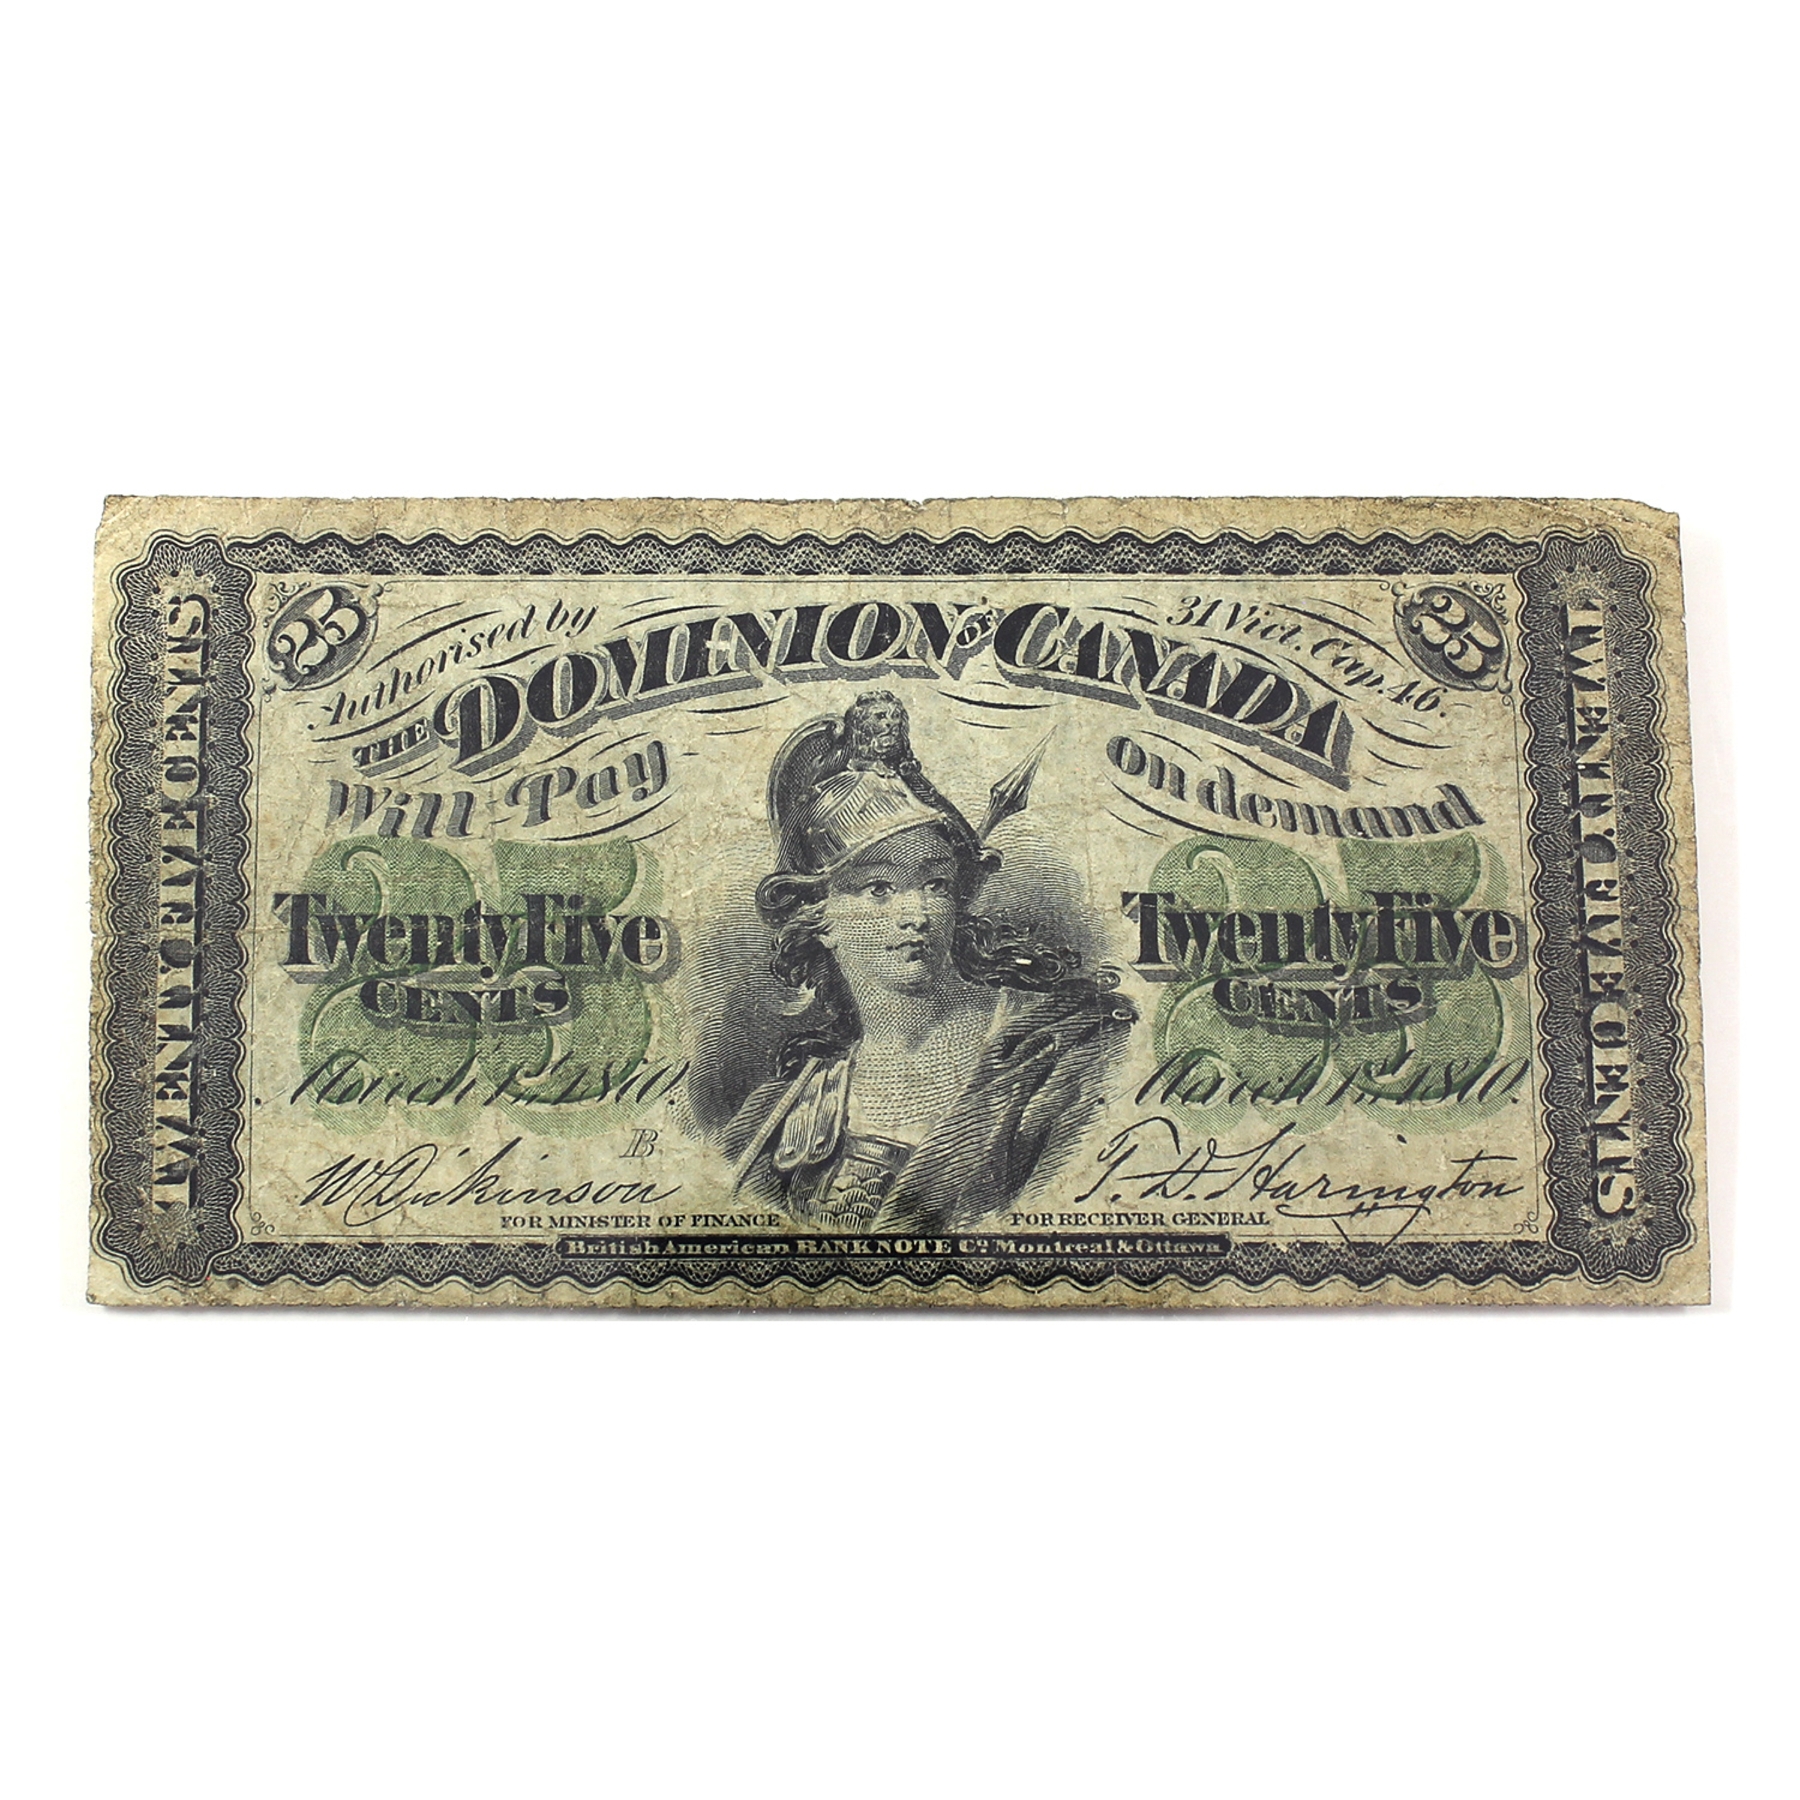 25 Authorised by 31 Vict. Cap. 46. 25
THE DOMINION OF CANADA
Will Pay on demand
Twenty Five Twenty Five
CENTS CENTS
March 1st, 1870. March 1st, 1870.
B
W Dickinson T. D. Harington
FOR MINISTER OF FINANCE FOR RECEIVER GENERAL
British American BANK NOTE Co. Montreal & Ottawa
TWENTY FIVE CENTS
TWENTY FIVE CENTS
25
25